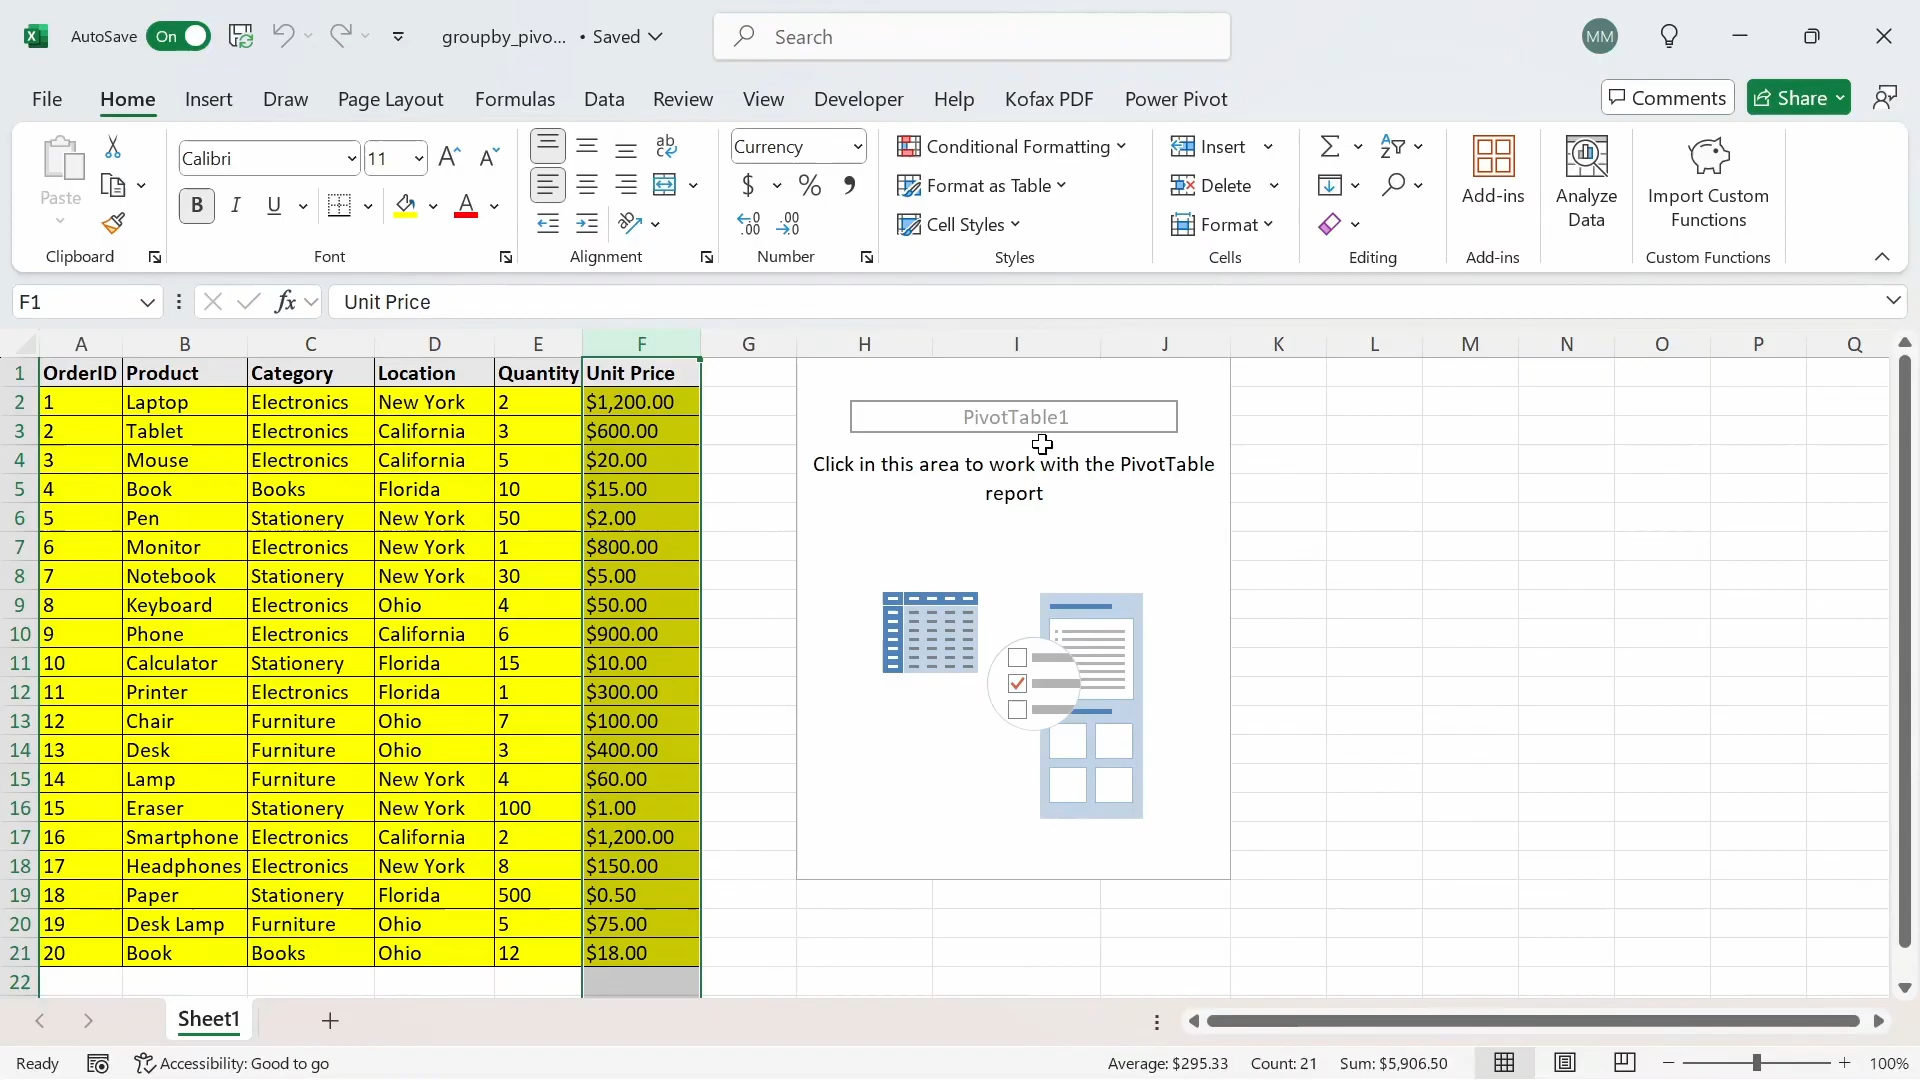 AutoSave On groupby_pivo... • Saved Search MM
File Home Insert Draw Page Layout Formulas Data Review View Developer Help Kofax PDF Power Pivot Comments Share
Paste Calibri 11 Currency Conditional Formatting Insert
B I U A $ % Format as Table Delete Add-ins Analyze Data Import Custom Functions
Cell Styles Format
Clipboard Font Alignment Number Styles Cells Editing Add-ins Custom Functions
F1 fx Unit Price
A B C D E F G H I J K L M N O P Q
1 OrderID Product Category Location Quantity Unit Price
2 1 Laptop Electronics New York 2 $1,200.00
3 2 Tablet Electronics California 3 $600.00
4 3 Mouse Electronics California 5 $20.00
5 4 Book Books Florida 10 $15.00
6 5 Pen Stationery New York 50 $2.00
7 6 Monitor Electronics New York 1 $800.00
8 7 Notebook Stationery New York 30 $5.00
9 8 Keyboard Electronics Ohio 4 $50.00
10 9 Phone Electronics California 6 $900.00
11 10 Calculator Stationery Florida 15 $10.00
12 11 Printer Electronics Florida 1 $300.00
13 12 Chair Furniture Ohio 7 $100.00
14 13 Desk Furniture Ohio 3 $400.00
15 14 Lamp Furniture New York 4 $60.00
16 15 Eraser Stationery New York 100 $1.00
17 16 Smartphone Electronics California 2 $1,200.00
18 17 Headphones Electronics New York 8 $150.00
19 18 Paper Stationery Florida 500 $0.50
20 19 Desk Lamp Furniture Ohio 5 $75.00
21 20 Book Books Ohio 12 $18.00
22
PivotTable1
Click in this area to work with the PivotTable
report
Sheet1
Ready Accessibility: Good to go Average: $295.33 Count: 21 Sum: $5,906.50 100%